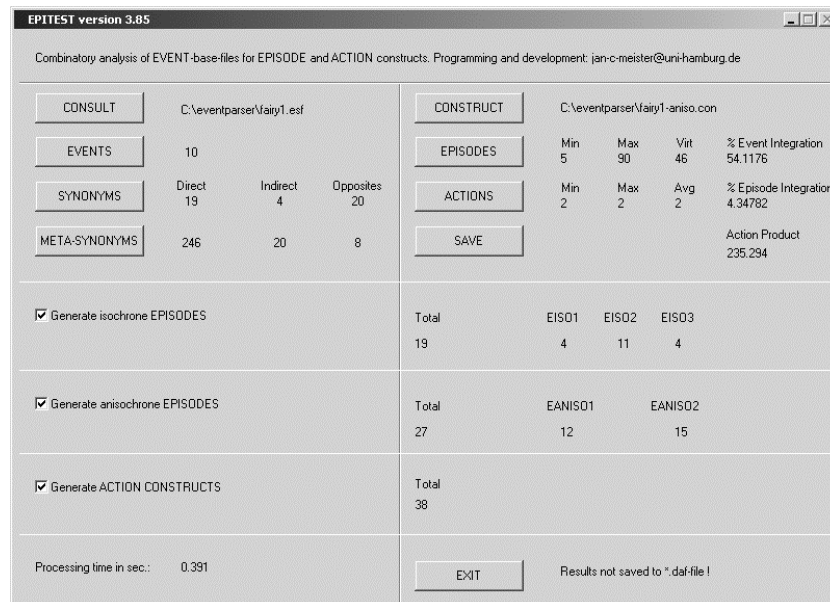 EPITEST version 3.85
Combinatory analysis of EVENT-base-files for EPISODE and ACTION constructs. Programming and development: jan-c-meister@uni-hamburg.de
CONSULT C:\eventparser\fairy1.esf
EVENTS 10
SYNONYMS Direct Indirect Opposites
19 4 20
META-SYNONYMS 246 20 8
CONSTRUCT C:\eventparser\fairy1-aniso.con
EPISODES Min Max Virt % Event Integration
5 90 46 54.1176
ACTIONS Min Max Avg % Episode Integration
2 2 2 4.34782
SAVE Action Product
235.294
Generate isochrone EPISODES
Total EISO1 EISO2 EISO3
19 4 11 4
Generate anisochrone EPISODES
Total EANISO1 EANISO2
27 12 15
Generate ACTION CONSTRUCTS
Total
38
Processing time in sec.: 0.391
EXIT Results not saved to *.daf-file !